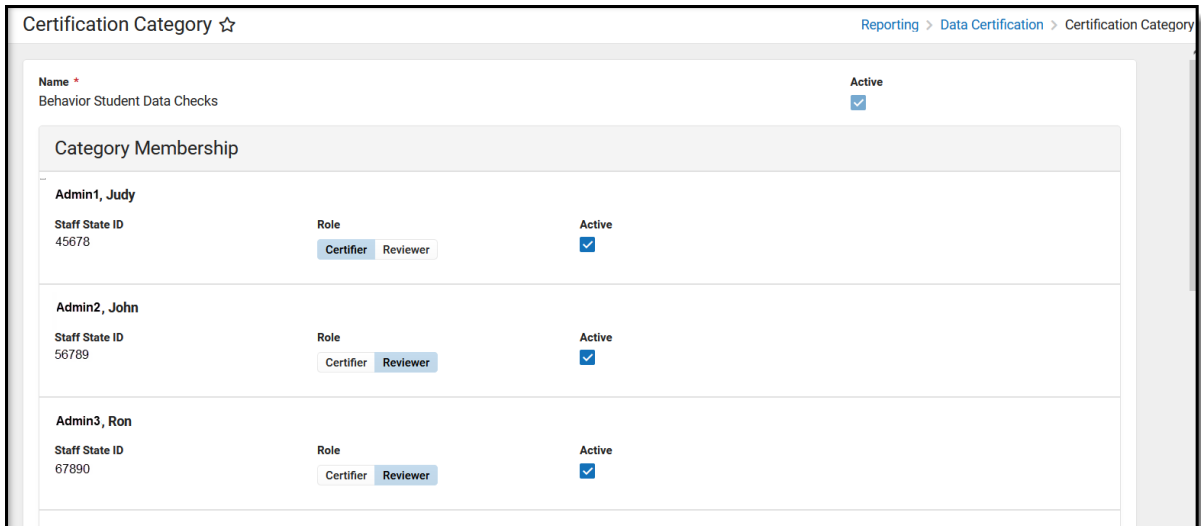 Certification Category
Reporting > Data Certification > Certification Category
Name *
Active
Behavior Student Data Checks
Category Membership
Admin1, Judy
Staff State ID Role Active
45678
Certifier Reviewer
Admin2, John
Staff State ID Role Active
56789
Certifier Reviewer
Admin3, Ron
Staff State ID Role Active
67890
Certifier Reviewer